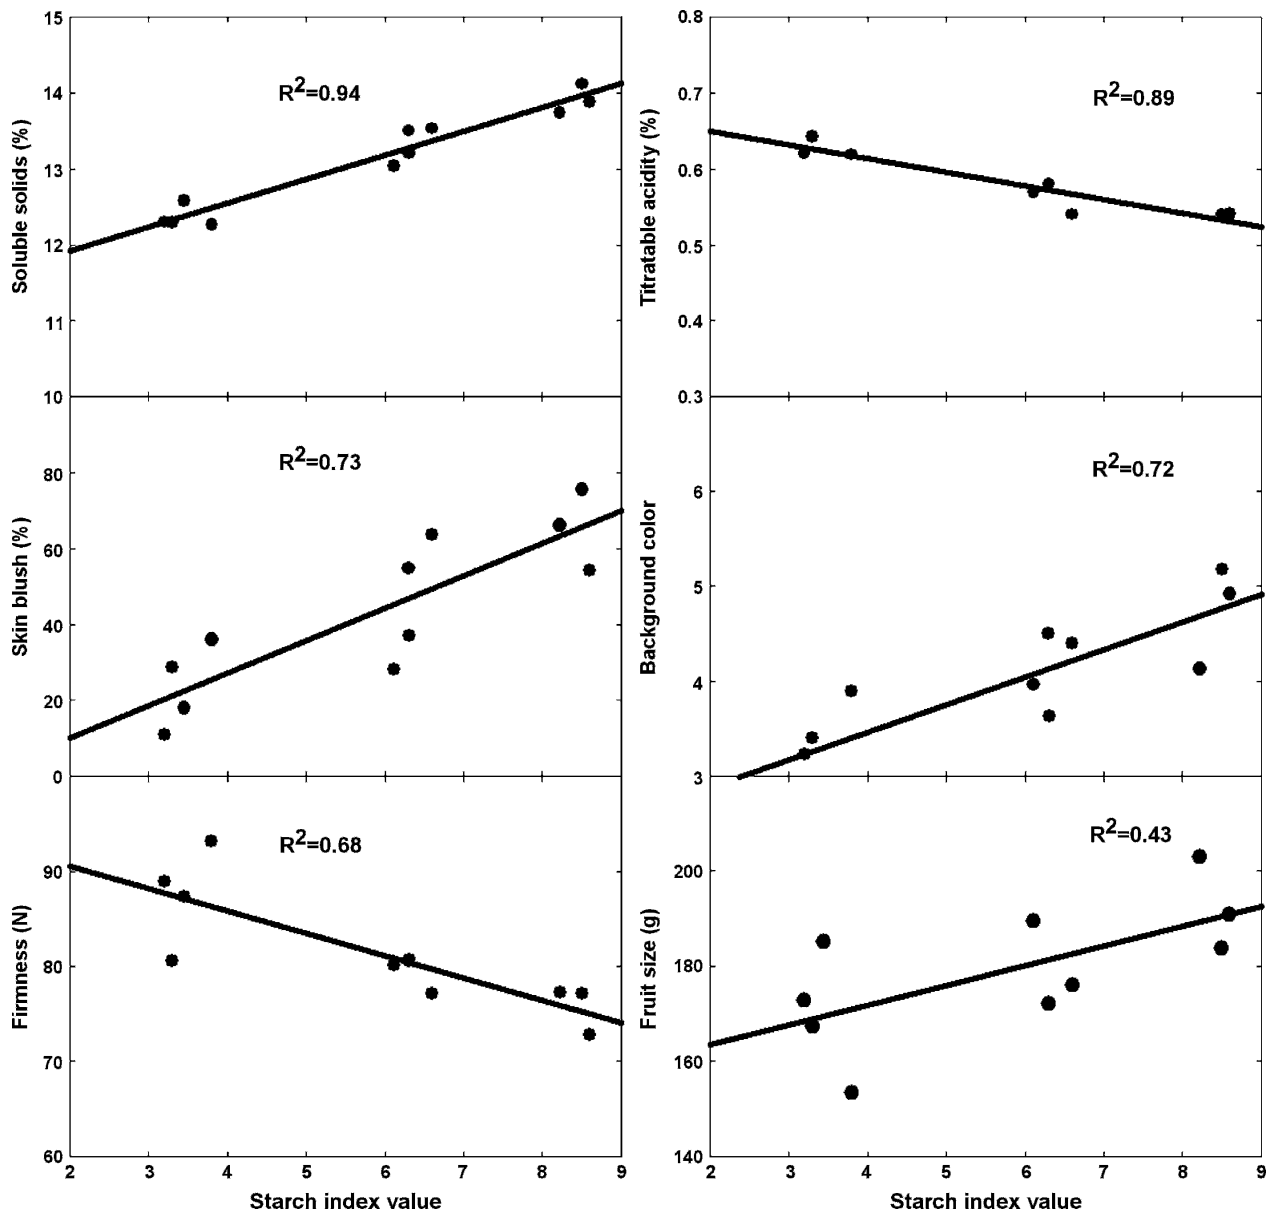 15
14
13
12
11
10
Soluble solids (%)
R2=0.94
0.8
0.7
0.6
0.5
0.4
0.3
Titratable acidity (%)
R2=0.89
80
60
40
20
0
Skin blush (%)
R2=0.73
6
5
4
3
Background color
R2=0.72
90
80
70
60
Firmness (N)
R2=0.68
2 3 4 5 6 7 8 9
Starch index value
200
180
160
140
Fruit size (g)
R2=0.43
2 3 4 5 6 7 8 9
Starch index value